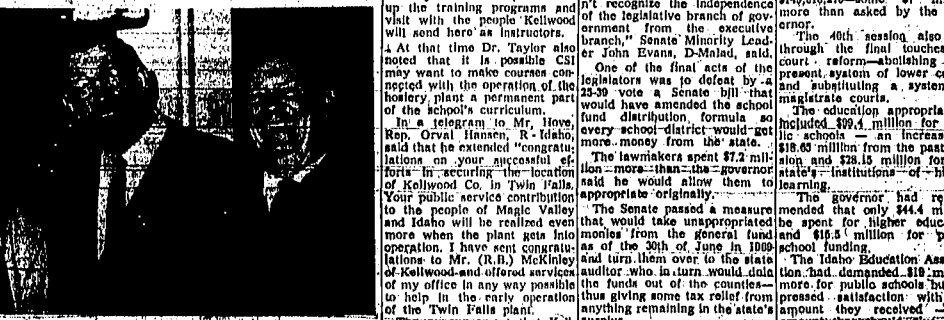 up the training programs and
visit with the people Kellwood
will send here as instructors.
At that time Dr. Taylor also
noted that it is possible CSI
may want to make courses con-
nected with the operation of the
hosiery plant a permanent part
of the school's curriculum.
In a telegram to Mr. Hove,
Rep. Orval Hansen, R-Idaho,
said that he extended "congratu-
lations on your successful ef-
forts in securing the location
of Kellwood Co. in Twin Falls.
Your public service contribution
to the people of Magic Valley
and Idaho will be realized even
more when the plant gets into
operation. I have sent congratu-
lations to Mr. (R.B.) McKinley
of Kellwood and offered services
of my office in any way possible
to help in the early operation
of the Twin Falls plant.
n't recognize the independence
of the legislative branch of gov-
ernment from the executive
branch," Senate Minority Lead-
er John Evans, D-Malad, said.
One of the final acts of the
legislators was to defeat by a
25-39 vote a Senate bill that
would have amended the school
fund distribution formula so
every school district would get
more money from the state.
The lawmakers spent $7.2 mil-
lion more than the governor
said he would allow them to
appropriate originally.
The Senate passed a measure
that would take unappropriated
monies from the general fund
as of the 30th of June in 1969
and turn them over to the state
auditor who in turn would dole
the funds out of the counties—
thus giving some tax relief from
anything remaining in the state's
more than asked by the
ernor.
The 40th session also
through the final touches
court reform—abolishing
present system of lower co
and substituting a system
magistrate courts.
The education appropria
included $99.4 million for
lic schools — an increas
$18.65 million from the past
sion and $28.15 million for
state's institutions of hi
learning.
The governor had re
mended that only $44.4 m
be spent for higher educ
and $16.5 million for p
school funding.
The Idaho Education Ass
tion had demanded $19 m
more for public schools bu
pressed satisfaction with
amount they received —